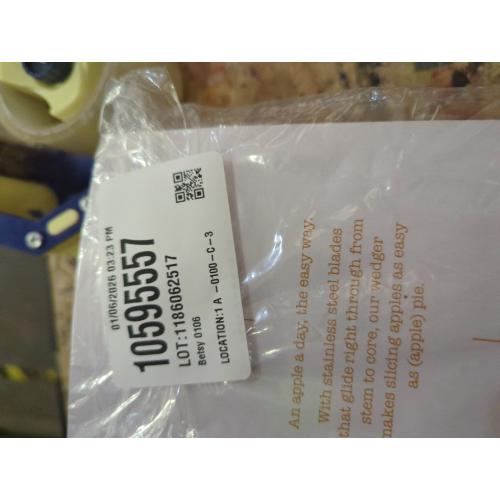 01/06/2026 03:23 PM
10595557
LOT:1186062517
Betsy 0106
LOCATION:1 A -0100-C-3
An apple a day, the easy way.
With stainless steel blades
that glide right through from
stem to core, our wedger
makes slicing apples as easy
as (apple) pie.